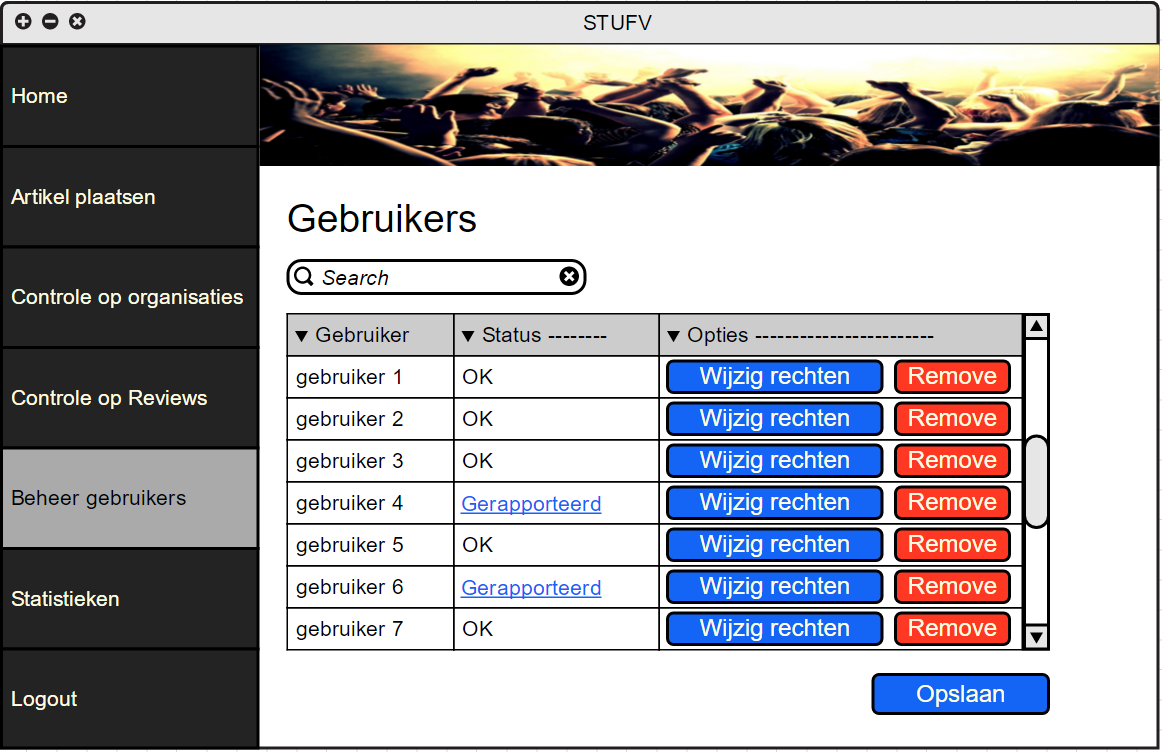 STUFV
Home
Artikel plaatsen
Controle op organisaties
Controle op Reviews
Beheer gebruikers
Statistieken
Logout
Gebruikers
Search
Gebruiker Status -------- Opties ------------------------
gebruiker 1 OK Wijzig rechten Remove
gebruiker 2 OK Wijzig rechten Remove
gebruiker 3 OK Wijzig rechten Remove
gebruiker 4 Gerapporteerd Wijzig rechten Remove
gebruiker 5 OK Wijzig rechten Remove
gebruiker 6 Gerapporteerd Wijzig rechten Remove
gebruiker 7 OK Wijzig rechten Remove
Opslaan